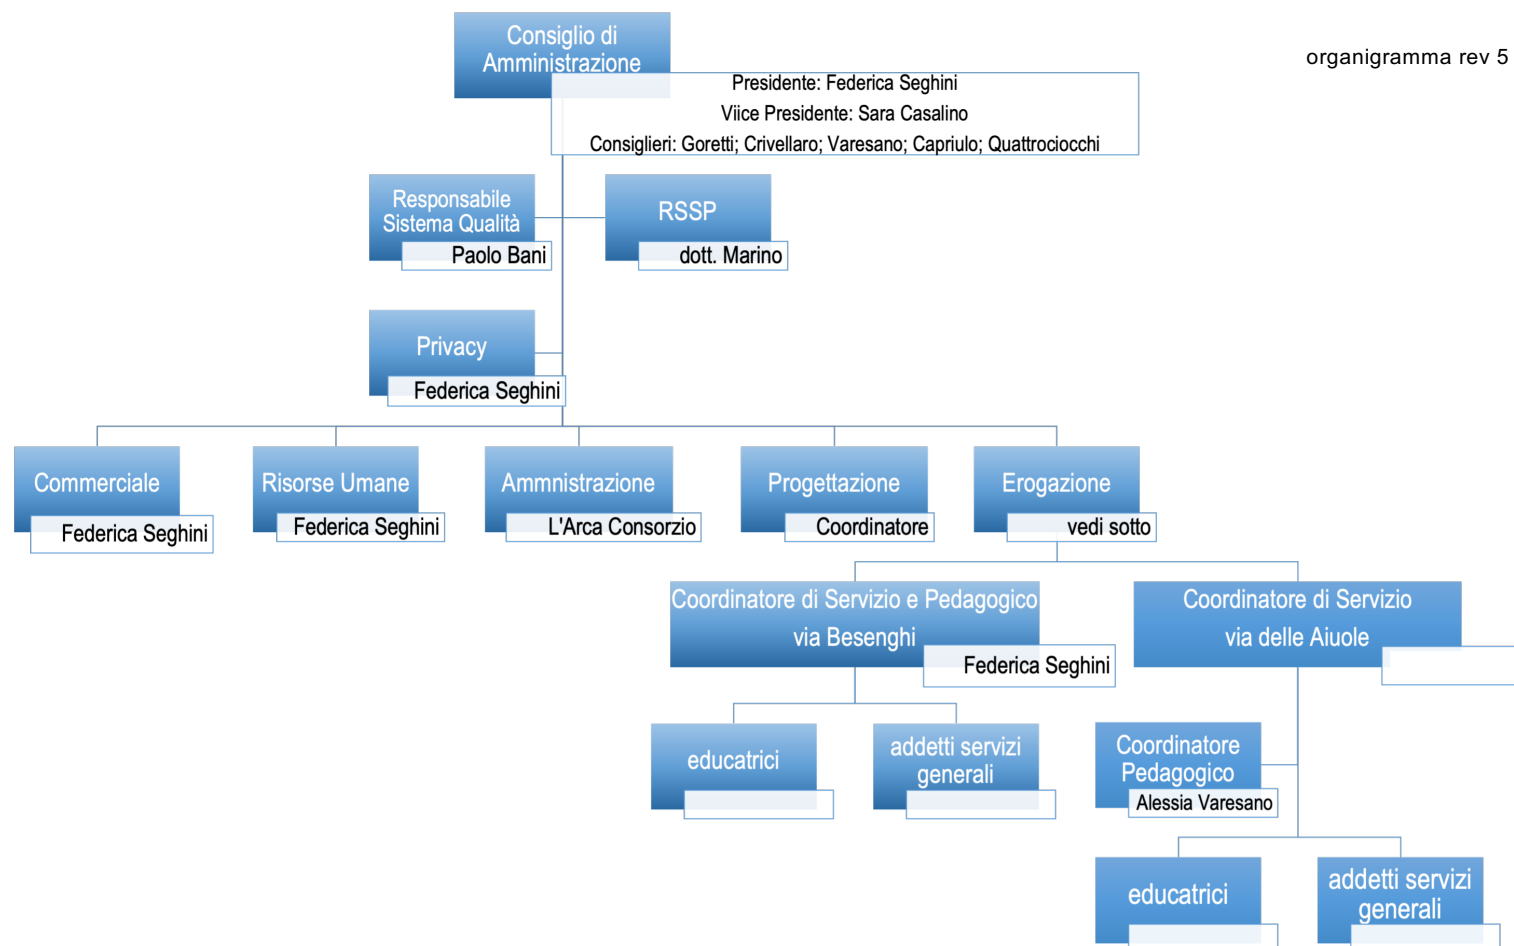 Consiglio di
Amministrazione
organigramma rev 5
Presidente: Federica Seghini
Viice Presidente: Sara Casalino
Consiglieri: Goretti; Crivellaro; Varesano; Capriulo; Quattrociocchi
Responsabile
Sistema Qualità
Paolo Bani
RSSP
dott. Marino
Privacy
Federica Seghini
Commerciale
Federica Seghini
Risorse Umane
Federica Seghini
Ammnistrazione
L'Arca Consorzio
Progettazione
Coordinatore
Erogazione
vedi sotto
Coordinatore di Servizio e Pedagogico
via Besenghi
Federica Seghini
Coordinatore di Servizio
via delle Aiuole
educatrici
addetti servizi
generali
Coordinatore
Pedagogico
Alessia Varesano
educatrici
addetti servizi
generali